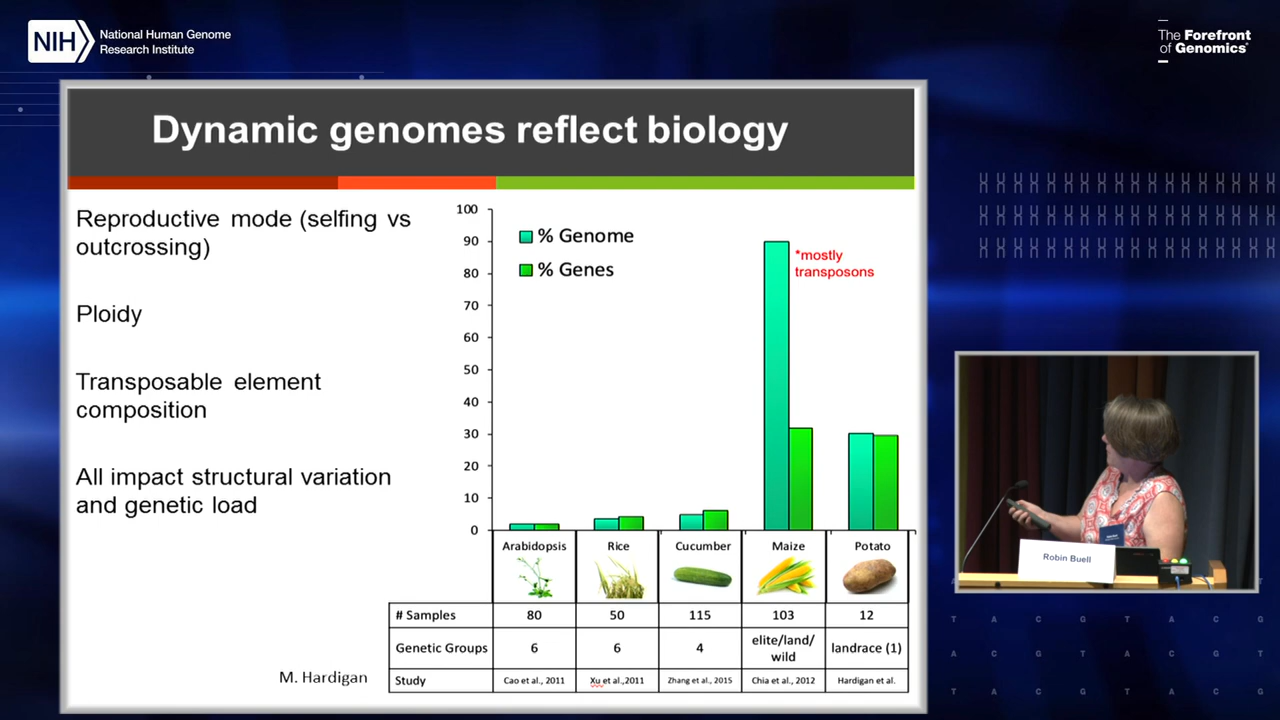 NIH
National Human Genome
Research Institute
The Forefront
of Genomics®
Dynamic genomes reflect biology
Reproductive mode (selfing vs
outcrossing)
Ploidy
Transposable element
composition
All impact structural variation
and genetic load
M. Hardigan
100
90
80
70
60
50
40
30
20
10
0
% Genome
% Genes
*mostly
transposons
Arabidopsis Rice Cucumber Maize Potato
# Samples 80 50 115 103 12
Genetic Groups 6 6 4 elite/land/ landrace (1)
wild
Study Cao et al., 2011 Xu et al.,2011 Zhang et al., 2015 Chia et al., 2012 Hardigan et al.
Robin Buell
T A C G T A C G
A C G T A C G
T A C G T A C G